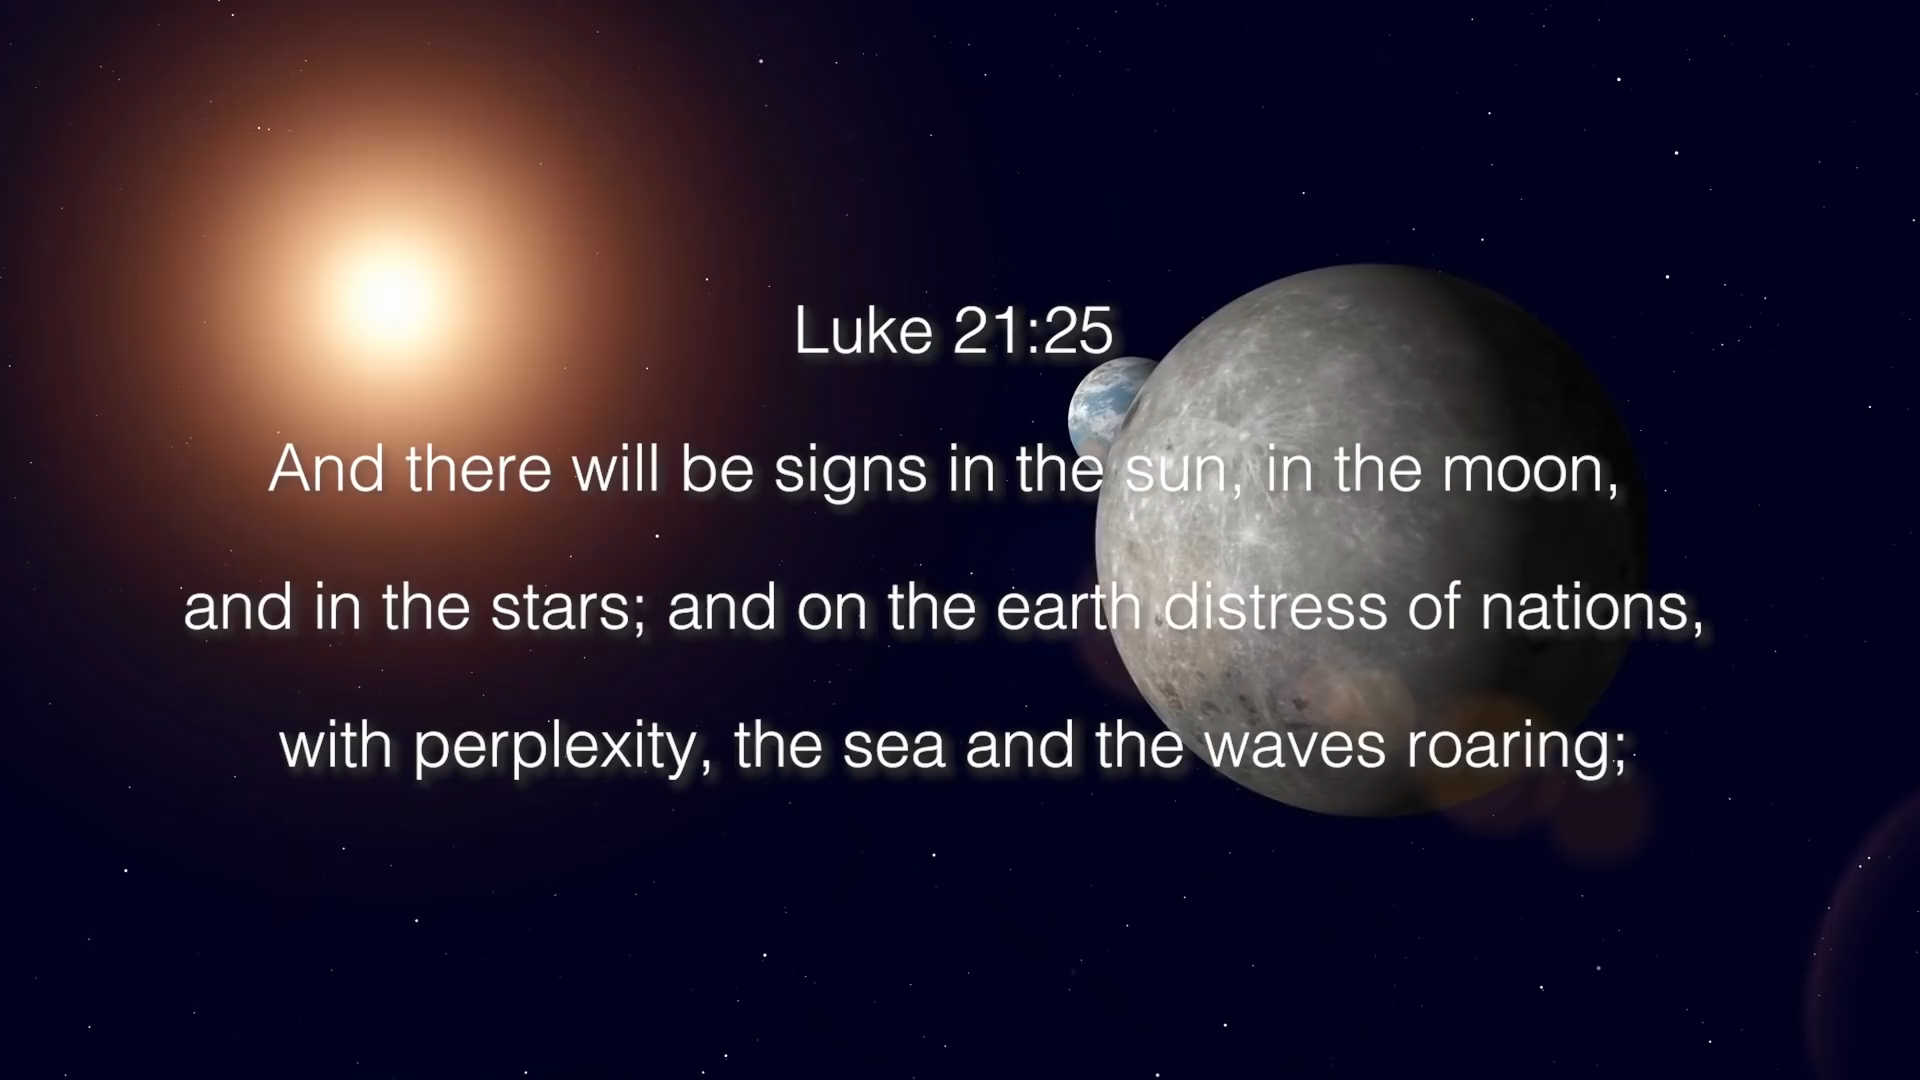 Luke 21:25
And there will be signs in the sun, in the moon,
and in the stars; and on the earth distress of nations,
with perplexity, the sea and the waves roaring;